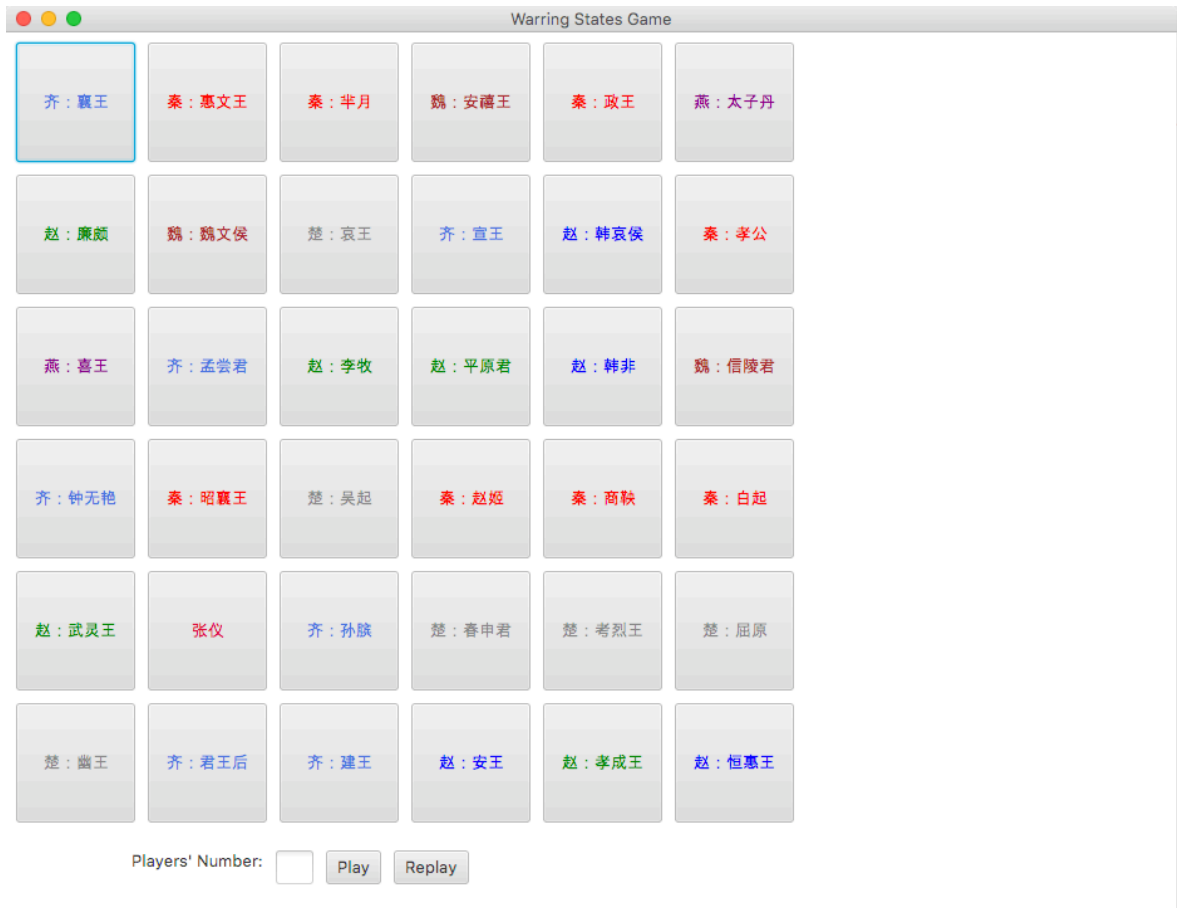 Warring States Game
齐：襄王 秦：惠文王 秦：芈月 魏：安禧王 秦：政王 燕：太子丹
赵：廉颇 魏：魏文侯 楚：哀王 齐：宣王 赵：韩哀侯 秦：孝公
燕：喜王 齐：孟尝君 赵：李牧 赵：平原君 赵：韩非 魏：信陵君
齐：钟无艳 秦：昭襄王 楚：吴起 秦：赵姬 秦：商鞅 秦：白起
赵：武灵王 张仪 齐：孙膑 楚：春申君 楚：考烈王 楚：屈原
楚：幽王 齐：君王后 齐：建王 赵：安王 赵：孝成王 赵：恒惠王
Players' Number: Play Replay